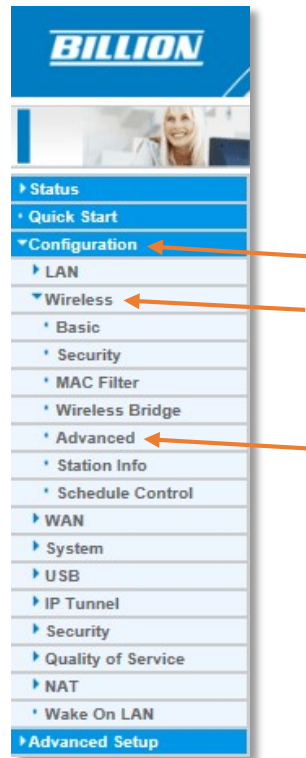 BILLION
Status
Quick Start
Configuration
LAN
Wireless
Basic
Security
MAC Filter
Wireless Bridge
Advanced
Station Info
Schedule Control
WAN
System
USB
IP Tunnel
Security
Quality of Service
NAT
Wake On LAN
Advanced Setup